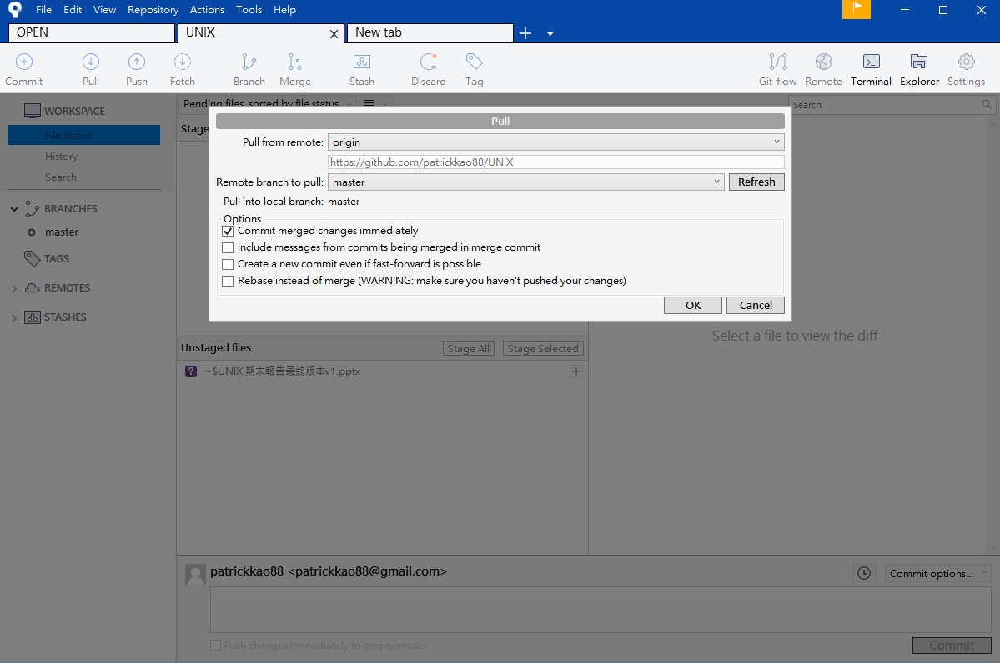 File Edit View Repository Actions Tools Help
OPEN UNIX New tab
Commit Pull Push Fetch Branch Merge Stash Discard Tag Git-flow Remote Terminal Explorer Settings
WORKSPACE
File Status
History
Search
BRANCHES
master
TAGS
REMOTES
STASHES
Pending files, sorted by file status
Search
Stage
Pull
Pull from remote: origin
https://github.com/patrickkao88/UNIX
Remote branch to pull: master Refresh
Pull into local branch: master
Options
Commit merged changes immediately
Include messages from commits being merged in merge commit
Create a new commit even if fast-forward is possible
Rebase instead of merge (WARNING: make sure you haven't pushed your changes)
OK Cancel
Select a file to view the diff
Unstaged files Stage All Stage Selected
~$UNIX 期末報告最終版本v1.pptx
patrickkao88 <patrickkao88@gmail.com> Commit options...
Push changes immediately to origin/master
Commit